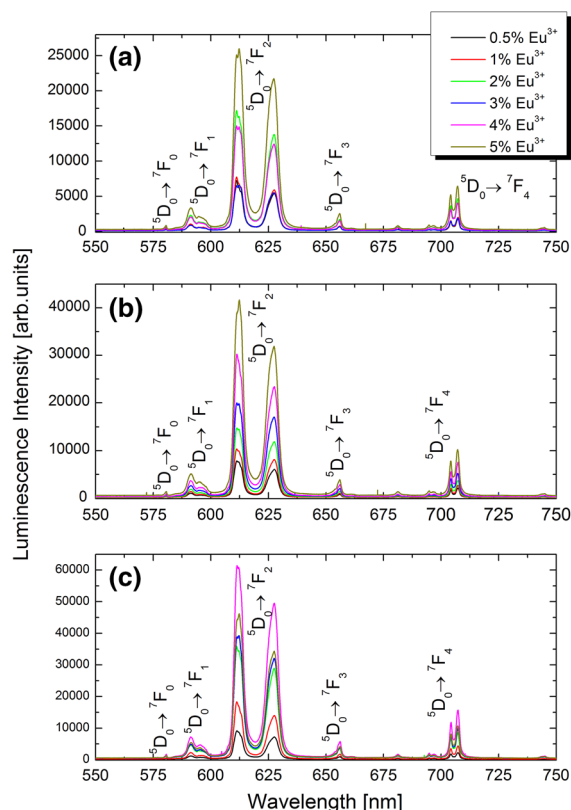 (a)
25000
20000
15000
10000
5000
0
⁵D₀→⁷F₀
⁵D₀→⁷F₁
⁵D₀→⁷F₂
⁵D₀→⁷F₃
⁵D₀→⁷F₄
0.5% Eu³⁺
1% Eu³⁺
2% Eu³⁺
3% Eu³⁺
4% Eu³⁺
5% Eu³⁺
550 575 600 625 650 675 700 725 750
Luminescence Intensity [arb.units]
(b)
40000
30000
20000
10000
0
⁵D₀→⁷F₀
⁵D₀→⁷F₁
⁵D₀→⁷F₂
⁵D₀→⁷F₃
⁵D₀→⁷F₄
550 575 600 625 650 675 700 725 750
(c)
60000
50000
40000
30000
20000
10000
0
⁵D₀→⁷F₀
⁵D₀→⁷F₁
⁵D₀→⁷F₂
⁵D₀→⁷F₃
⁵D₀→⁷F₄
550 575 600 625 650 675 700 725 750
Wavelength [nm]